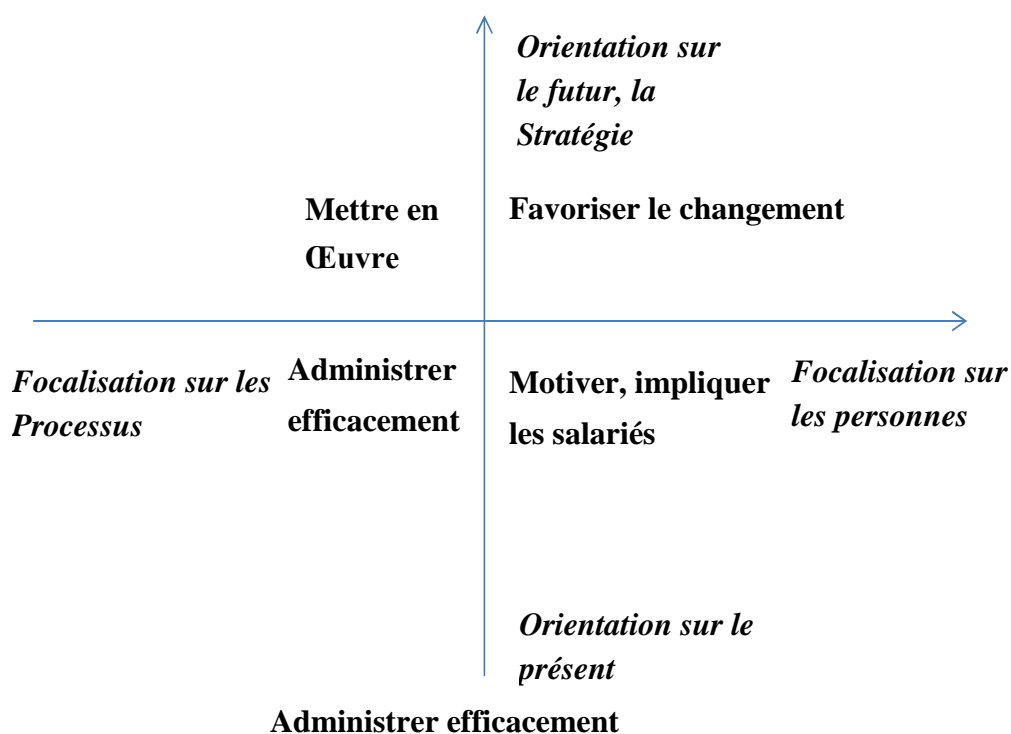 Orientation sur
le futur, la
Stratégie
Mettre en
Œuvre
Favoriser le changement
Focalisation sur les
Processus
Administrer
efficacement
Motiver, impliquer
les salariés
Focalisation sur
les personnes
Orientation sur le
présent
Administrer efficacement